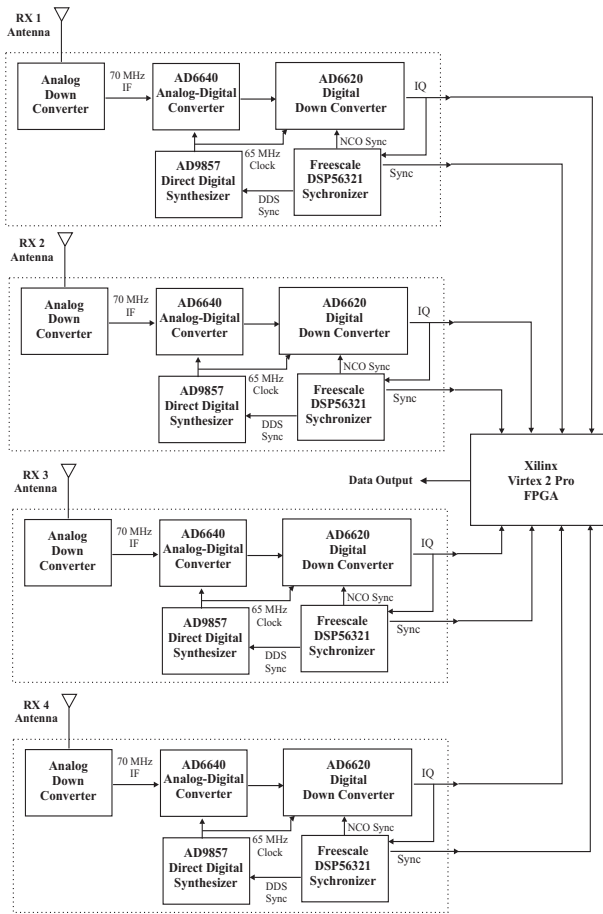 RX 1
Antenna
Analog
Down
Converter
70 MHz
IF
AD6640
Analog-Digital
Converter
AD6620
Digital
Down Converter
IQ
NCO Sync
65 MHz
Clock
AD9857
Direct Digital
Synthesizer
DDS
Sync
Freescale
DSP56321
Sychronizer
Sync
RX 2
Antenna
Analog
Down
Converter
70 MHz
IF
AD6640
Analog-Digital
Converter
AD6620
Digital
Down Converter
IQ
NCO Sync
65 MHz
Clock
AD9857
Direct Digital
Synthesizer
DDS
Sync
Freescale
DSP56321
Sychronizer
Sync
Xilinx
Virtex 2 Pro
FPGA
Data Output
RX 3
Antenna
Analog
Down
Converter
70 MHz
IF
AD6640
Analog-Digital
Converter
AD6620
Digital
Down Converter
IQ
NCO Sync
65 MHz
Clock
AD9857
Direct Digital
Synthesizer
DDS
Sync
Freescale
DSP56321
Sychronizer
Sync
RX 4
Antenna
Analog
Down
Converter
70 MHz
IF
AD6640
Analog-Digital
Converter
AD6620
Digital
Down Converter
IQ
NCO Sync
65 MHz
Clock
AD9857
Direct Digital
Synthesizer
DDS
Sync
Freescale
DSP56321
Sychronizer
Sync